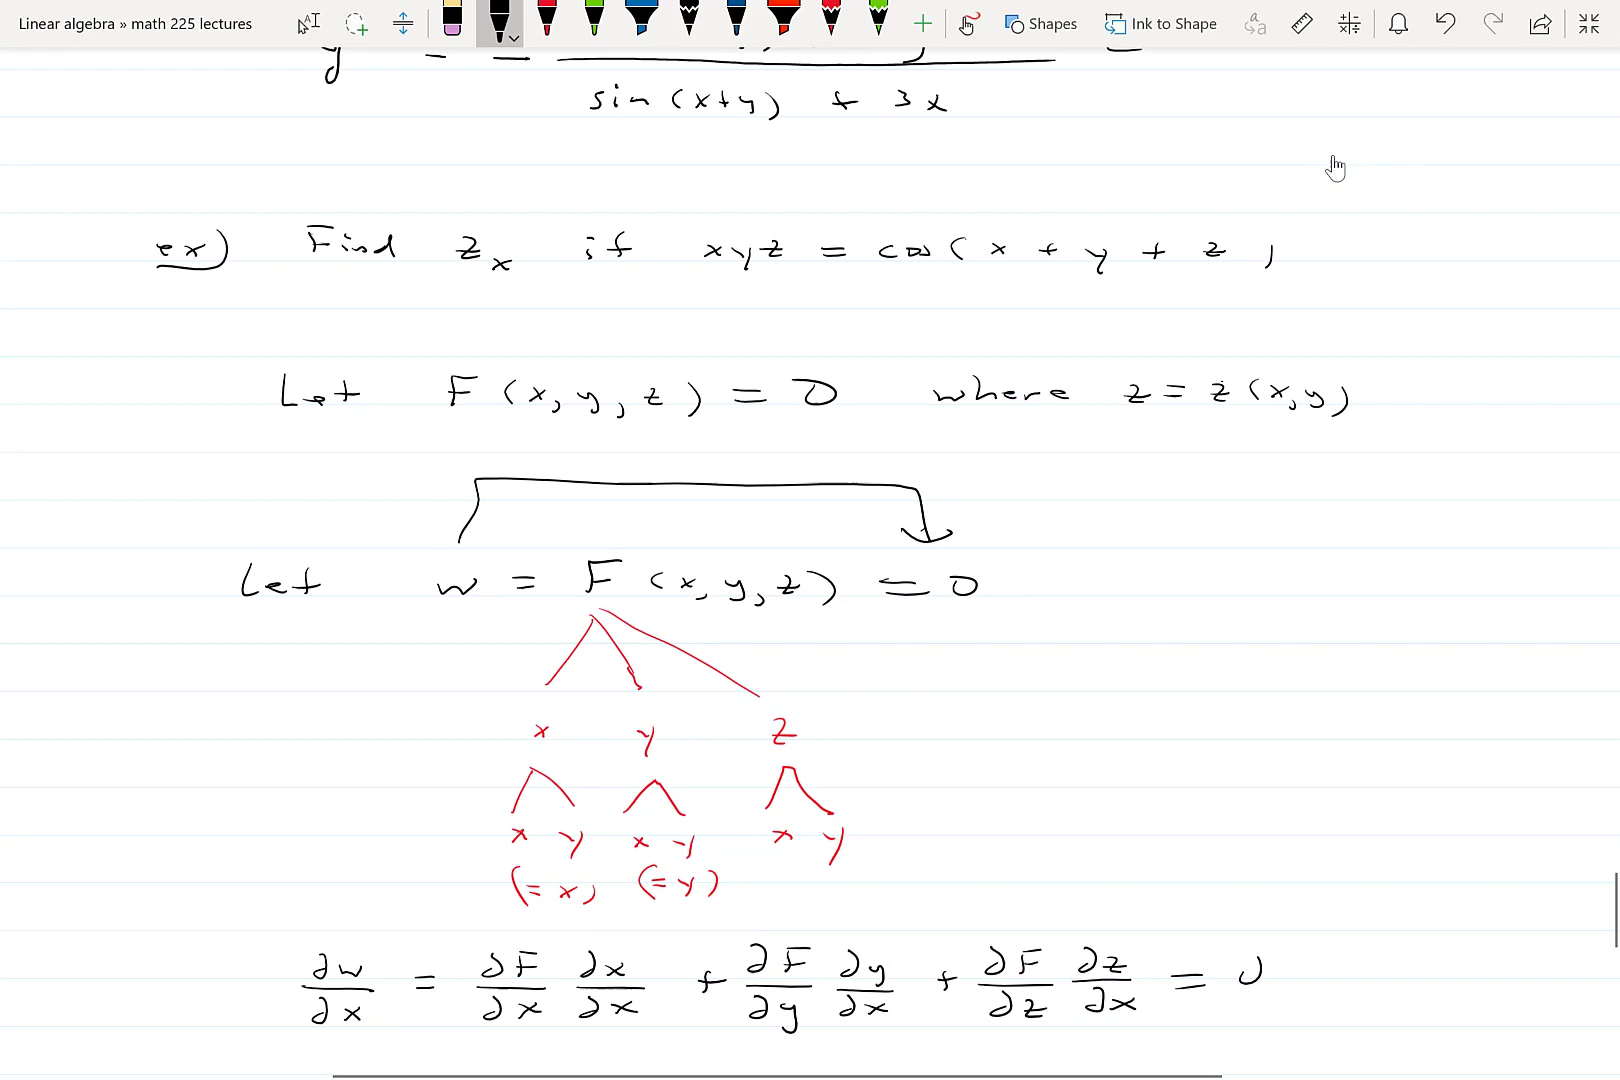 Linear algebra » math 225 lectures
Shapes
Ink to Shape
sin (x+y) + 3x
ex) Find z_x if xyz = cos( x + y + z )
Let F (x, y, z) = 0 where z = z (x, y)
Let w = F (x, y, z) = 0
x y z
x y x y x y
(= x) (= y)
∂w/∂x = ∂F/∂x ∂x/∂x + ∂F/∂y ∂y/∂x + ∂F/∂z ∂z/∂x = 0